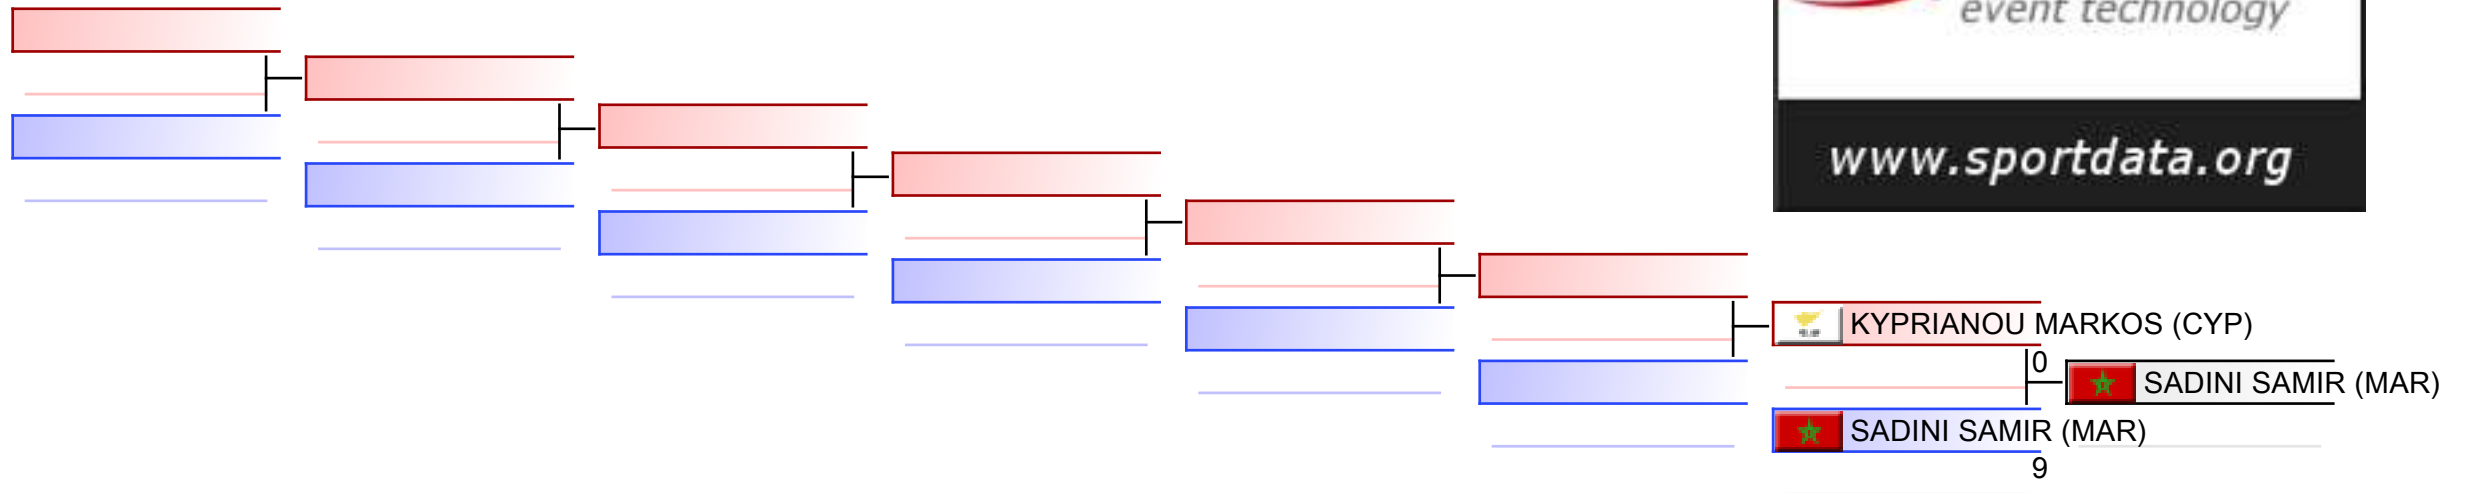 event technology
www.sportdata.org
KYPRIANOU MARKOS (CYP)
0
SADINI SAMIR (MAR)
SADINI SAMIR (MAR)
9